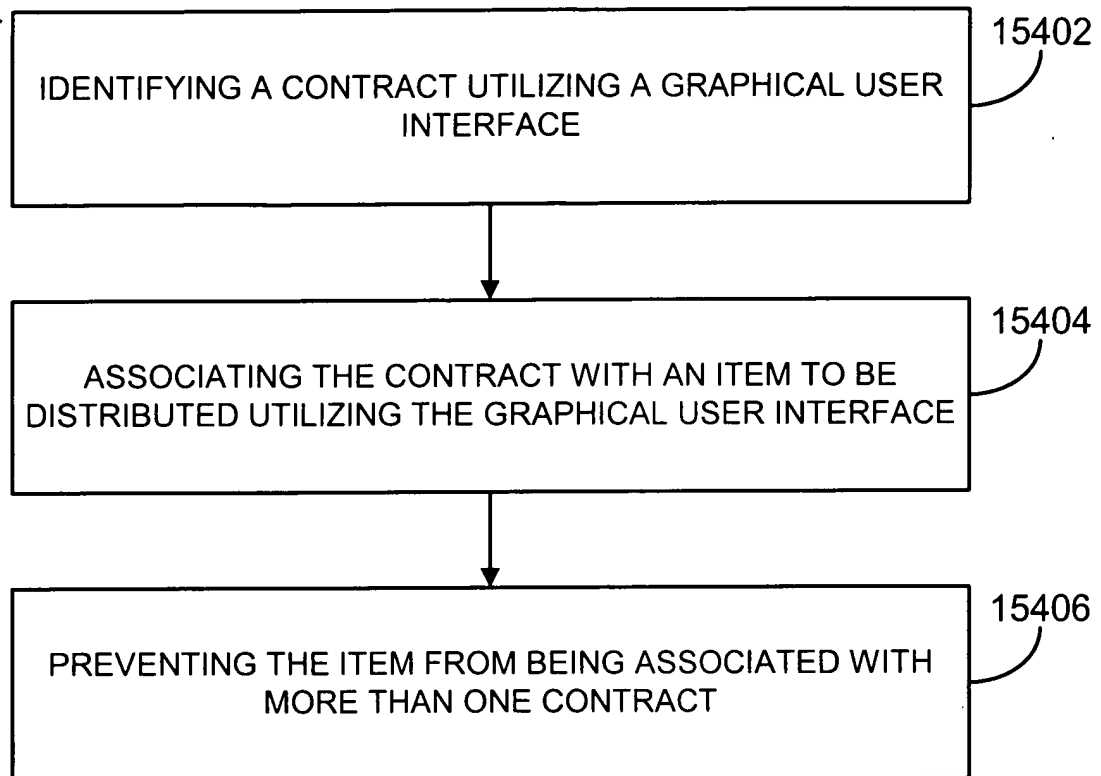 15402
IDENTIFYING A CONTRACT UTILIZING A GRAPHICAL USER
INTERFACE
15404
ASSOCIATING THE CONTRACT WITH AN ITEM TO BE
DISTRIBUTED UTILIZING THE GRAPHICAL USER INTERFACE
15406
PREVENTING THE ITEM FROM BEING ASSOCIATED WITH
MORE THAN ONE CONTRACT